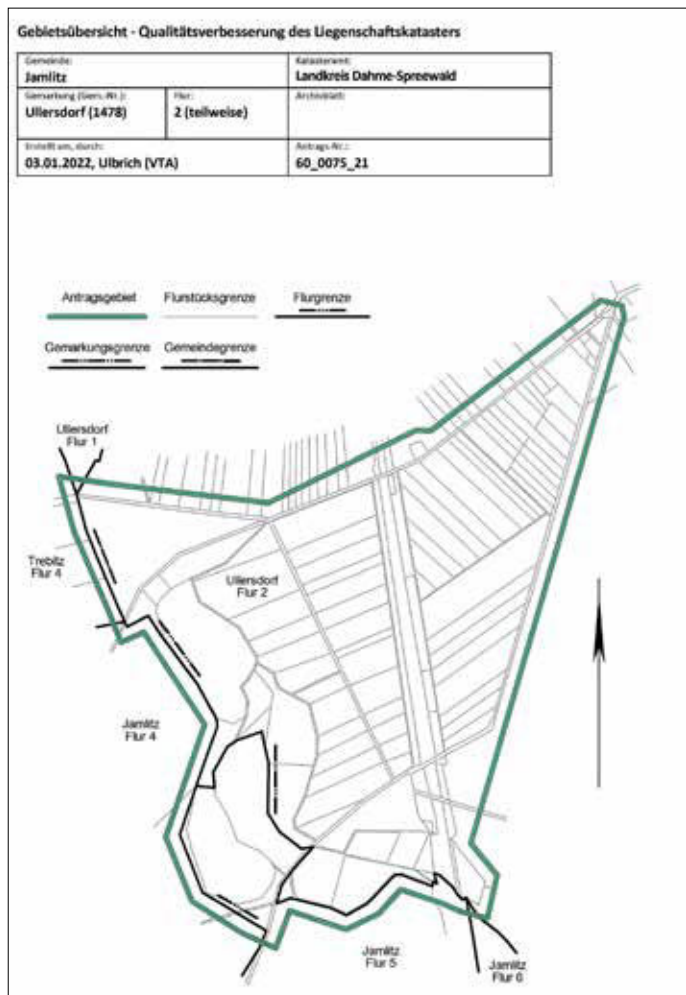 Gebietsübersicht - Qualitätsverbesserung des Liegenschaftskatasters
Gemeinde:
Jamlitz
Katasteramt:
Landkreis Dahme-Spreewald
Gemarkung (Gem.-Nr.):
Ullersdorf (1478)
Flur:
2 (teilweise)
Archivblatt:
Erstellt am, durch:
03.01.2022, Ulbrich (VTA)
Antrags-Nr.:
60_0075_21
Antragsgebiet
Flurstücksgrenze
Flurgrenze
Gemarkungsgrenze
Gemeindegrenze
Ullersdorf
Flur 1
Trebitz
Flur 4
Ullersdorf
Flur 2
Jamlitz
Flur 4
Jamlitz
Flur 5
Jamlitz
Flur 6